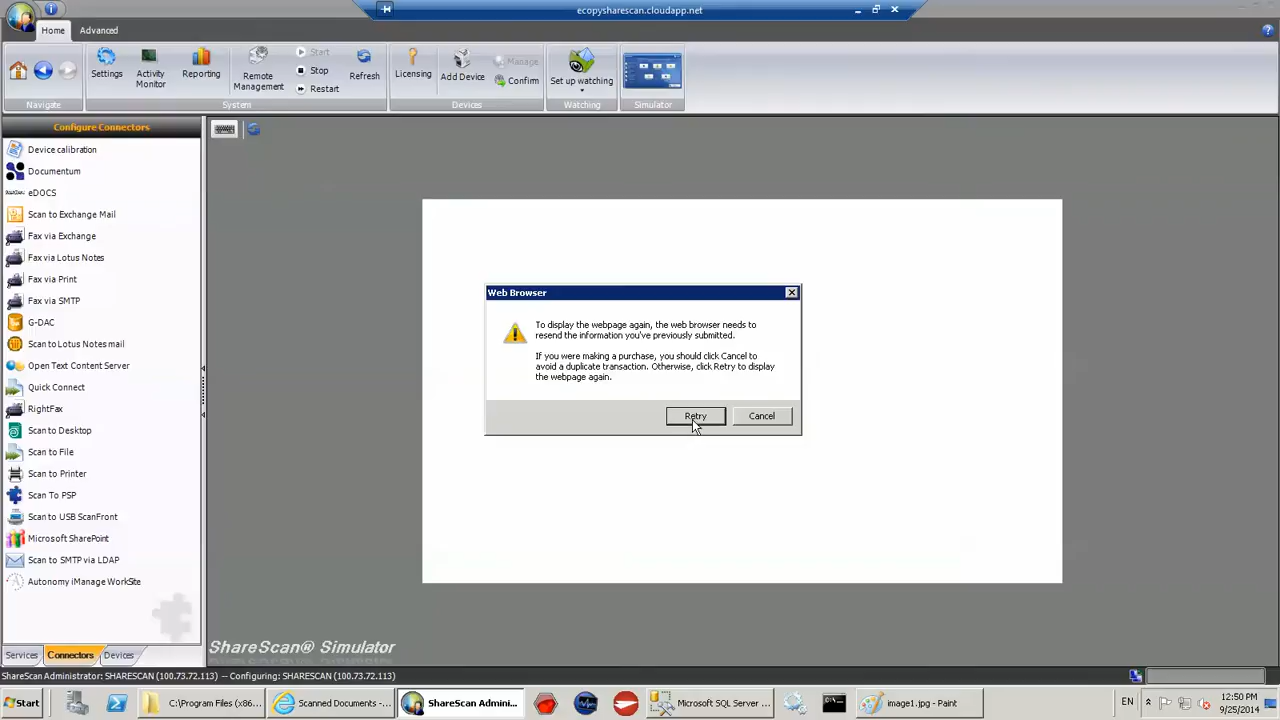 ecopysharescan.cloudapp.net
Home
Advanced
Settings
Activity
Monitor
Reporting
Remote
Management
Start
Stop
Restart
Refresh
Licensing
Add Device
Manage
Confirm
Set up watching
Navigate
System
Devices
Watching
Simulator
Configure Connectors
Device calibration
Documentum
eDOCS
Scan to Exchange Mail
Fax via Exchange
Fax via Lotus Notes
Fax via Print
Fax via SMTP
G-DAC
Scan to Lotus Notes mail
Open Text Content Server
Quick Connect
RightFax
Scan to Desktop
Scan to File
Scan to Printer
Scan To PSP
Scan to USB ScanFront
Microsoft SharePoint
Scan to SMTP via LDAP
Autonomy iManage WorkSite
Services
Connectors
Devices
Web Browser
To display the webpage again, the web browser needs to
resend the information you've previously submitted.
If you were making a purchase, you should click Cancel to
avoid a duplicate transaction. Otherwise, click Retry to display
the webpage again.
Retry
Cancel
ShareScan® Simulator
ShareScan Administrator: SHARESCAN (100.73.72.113) -- Configuring: SHARESCAN (100.73.72.113)
Start
C:\Program Files (x86...
Scanned Documents - ...
ShareScan Admini...
Microsoft SQL Server ...
image1.jpg - Paint
EN
12:50 PM
9/25/2014